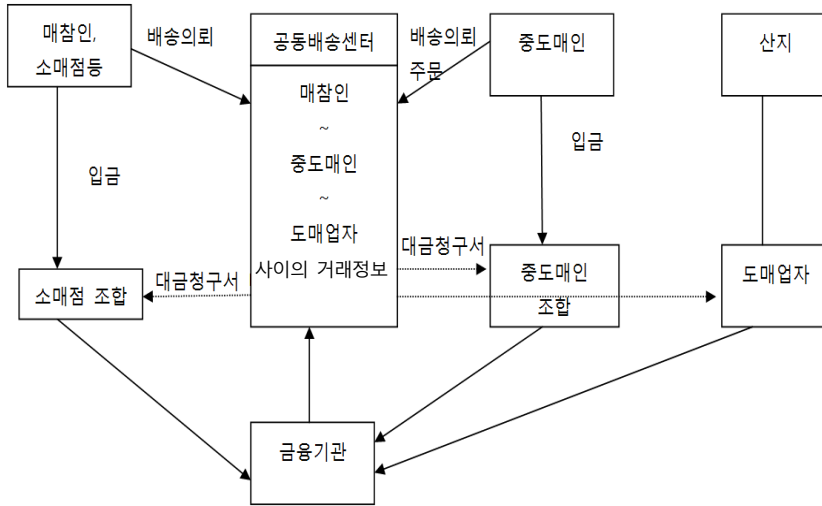 매참인,
소매점등
배송의뢰
공동배송센터
배송의뢰
주문
중도매인
산지
매참인
~
중도매인
~
도매업자
사이의 거래정보
입금
입금
대금청구서
대금청구서
소매점 조합
중도매인
조합
도매업자
금융기관